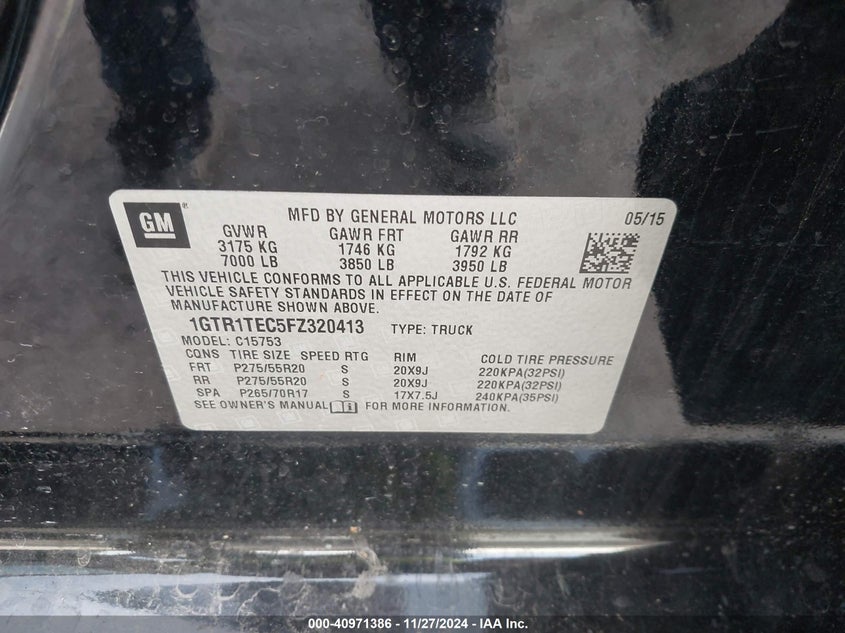 GM
MFD BY GENERAL MOTORS LLC 05/15
GVWR GAWR FRT GAWR RR
3175 KG 1746 KG 1792 KG
7000 LB 3850 LB 3950 LB
THIS VEHICLE CONFORMS TO ALL APPLICABLE U.S. FEDERAL MOTOR
VEHICLE SAFETY STANDARDS IN EFFECT ON THE DATE OF
MANUFACTURE SHOWN ABOVE.
1GTR1TEC5FZ320413 TYPE: TRUCK
MODEL: C15753
CQNS TIRE SIZE SPEED RTG RIM COLD TIRE PRESSURE
FRT P275/55R20 S 20X9J 220KPA(32PSI)
RR P275/55R20 S 20X9J 220KPA(32PSI)
SPA P265/70R17 S 17X7.5J 240KPA(35PSI)
SEE OWNER'S MANUAL FOR MORE INFORMATION.
000-40971386 - 11/27/2024 - IAA Inc.